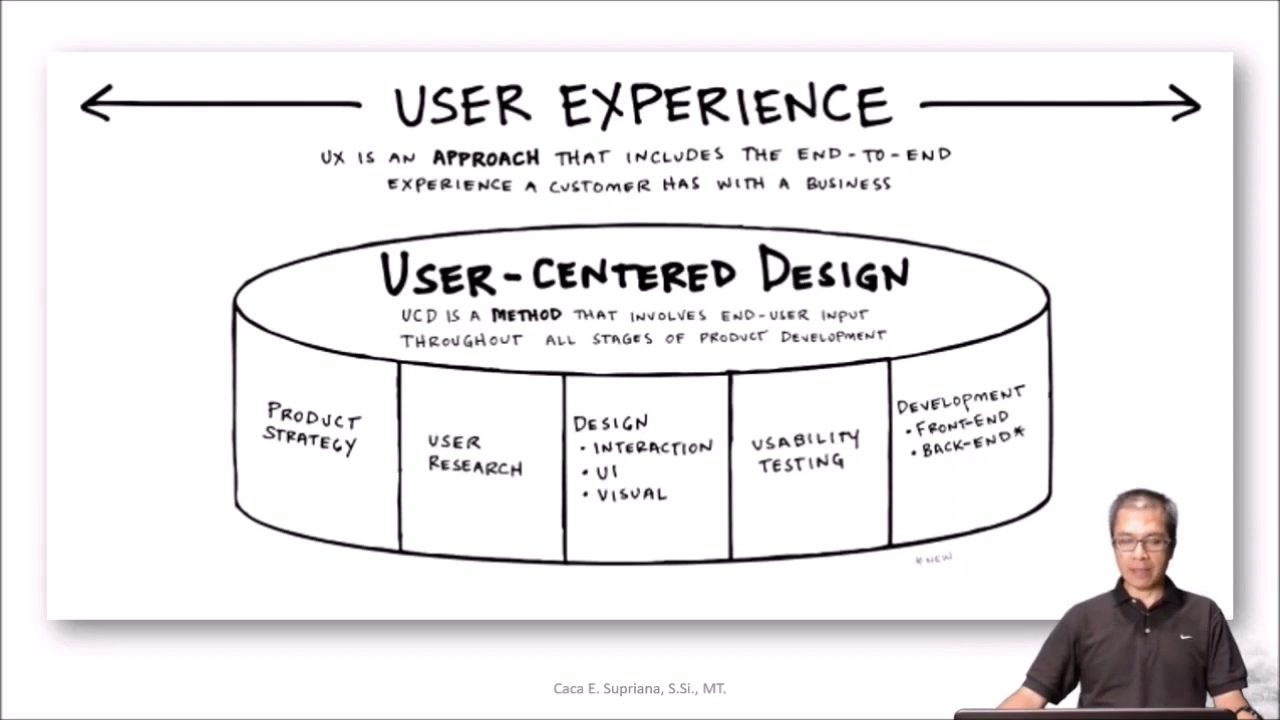 USER EXPERIENCE
UX IS AN APPROACH THAT INCLUDES THE END-TO-END
EXPERIENCE A CUSTOMER HAS WITH A BUSINESS
USER-CENTERED DESIGN
UCD IS A METHOD THAT INVOLVES END-USER INPUT
THROUGHOUT ALL STAGES OF PRODUCT DEVELOPMENT
PRODUCT
STRATEGY
USER
RESEARCH
DESIGN
• INTERACTION
• UI
• VISUAL
USABILITY
TESTING
DEVELOPMENT
• FRONT-END
• BACK-END*
* NEW
Caca E. Supriana, S.Si., MT.